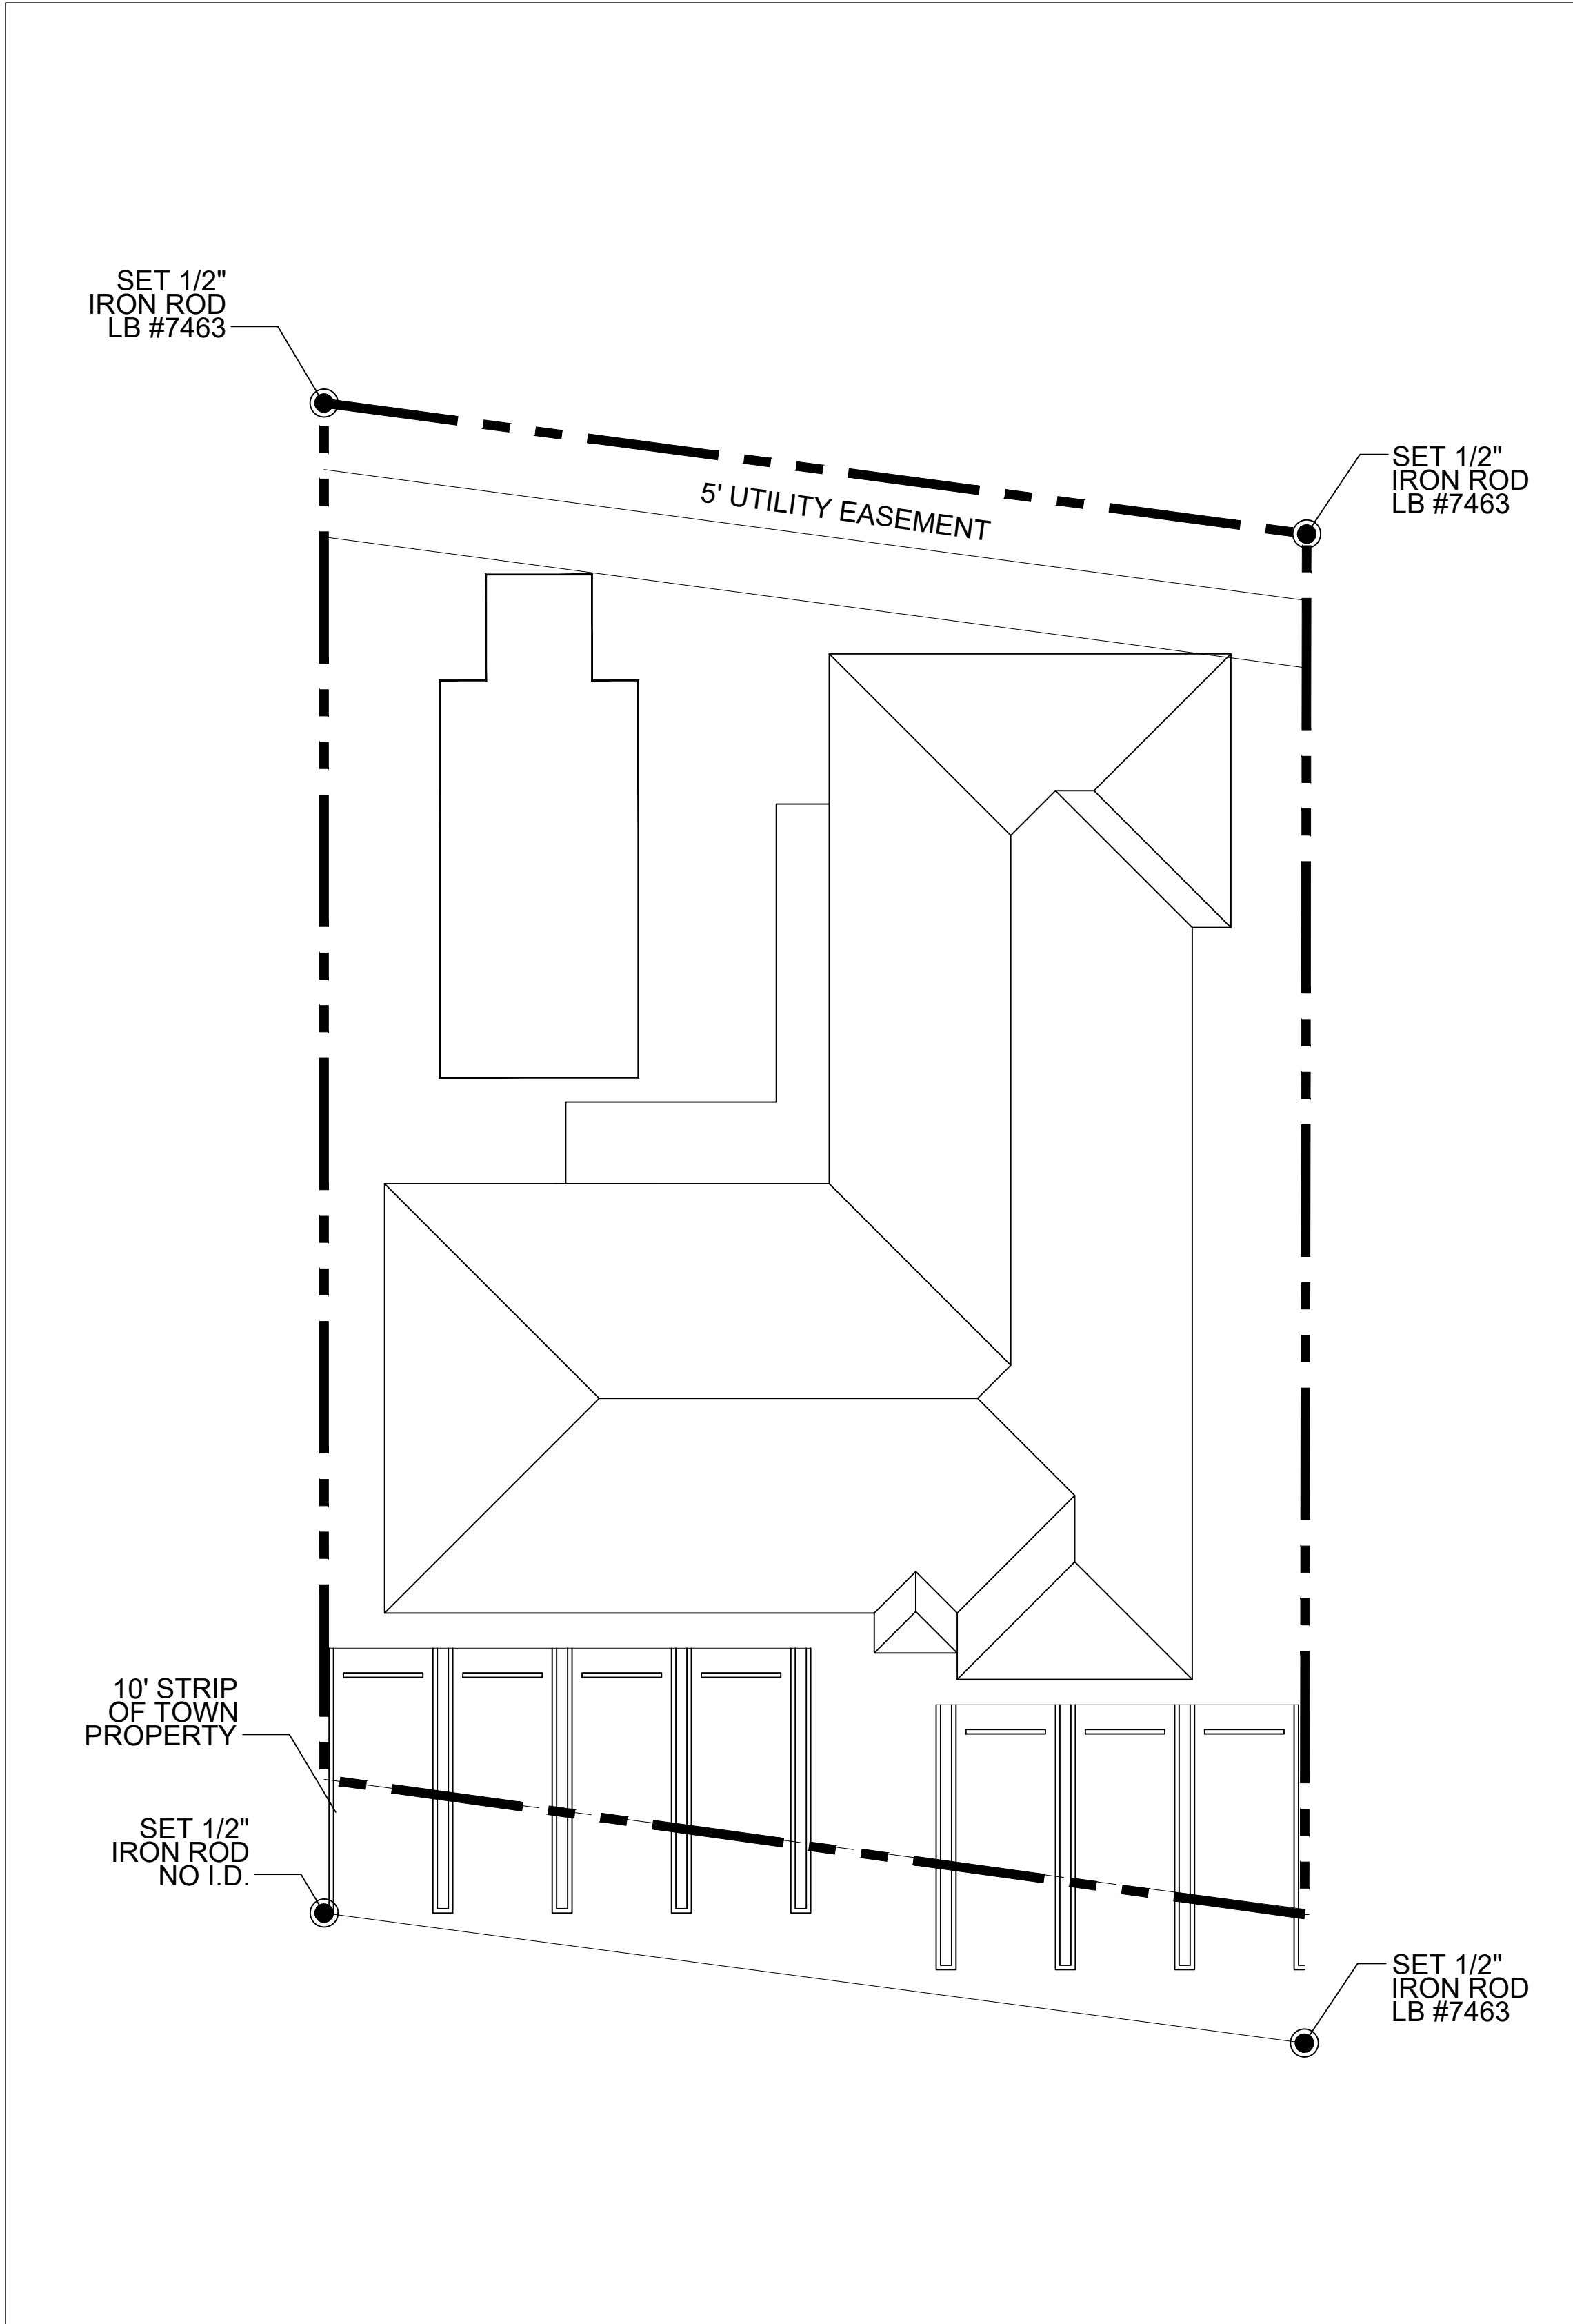 SET 1/2"
IRON ROD
LB #7463
SET 1/2"
IRON ROD
LB #7463
5' UTILITY EASEMENT
10' STRIP
OF TOWN
PROPERTY
SET 1/2"
IRON ROD
NO I.D.
SET 1/2"
IRON ROD
LB #7463